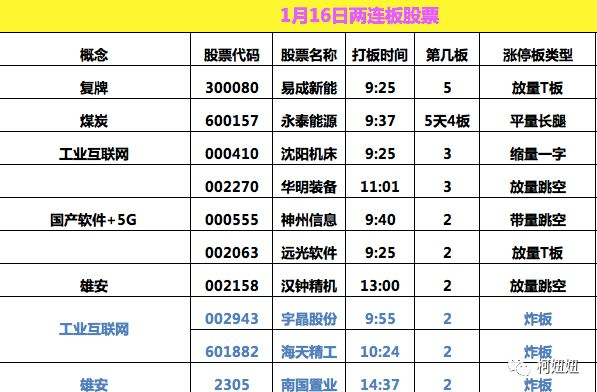 1月16日两连板股票
概念 股票代码 股票名称 打板时间 第几板 涨停板类型
复牌 300080 易成新能 9:25 5 放量T板
煤炭 600157 永泰能源 9:37 5天4板 平量长腿
工业互联网 000410 沈阳机床 9:25 3 缩量一字
002270 华明装备 11:01 3 放量跳空
国产软件+5G 000555 神州信息 9:40 2 带量跳空
002063 远光软件 9:25 2 放量T板
雄安 002158 汉钟精机 13:00 2 放量跳空
工业互联网 002943 宇晶股份 9:55 2 炸板
601882 海天精工 10:24 2 炸板
雄安 2305 南国置业 14:37 2 炸板
柯妞妞